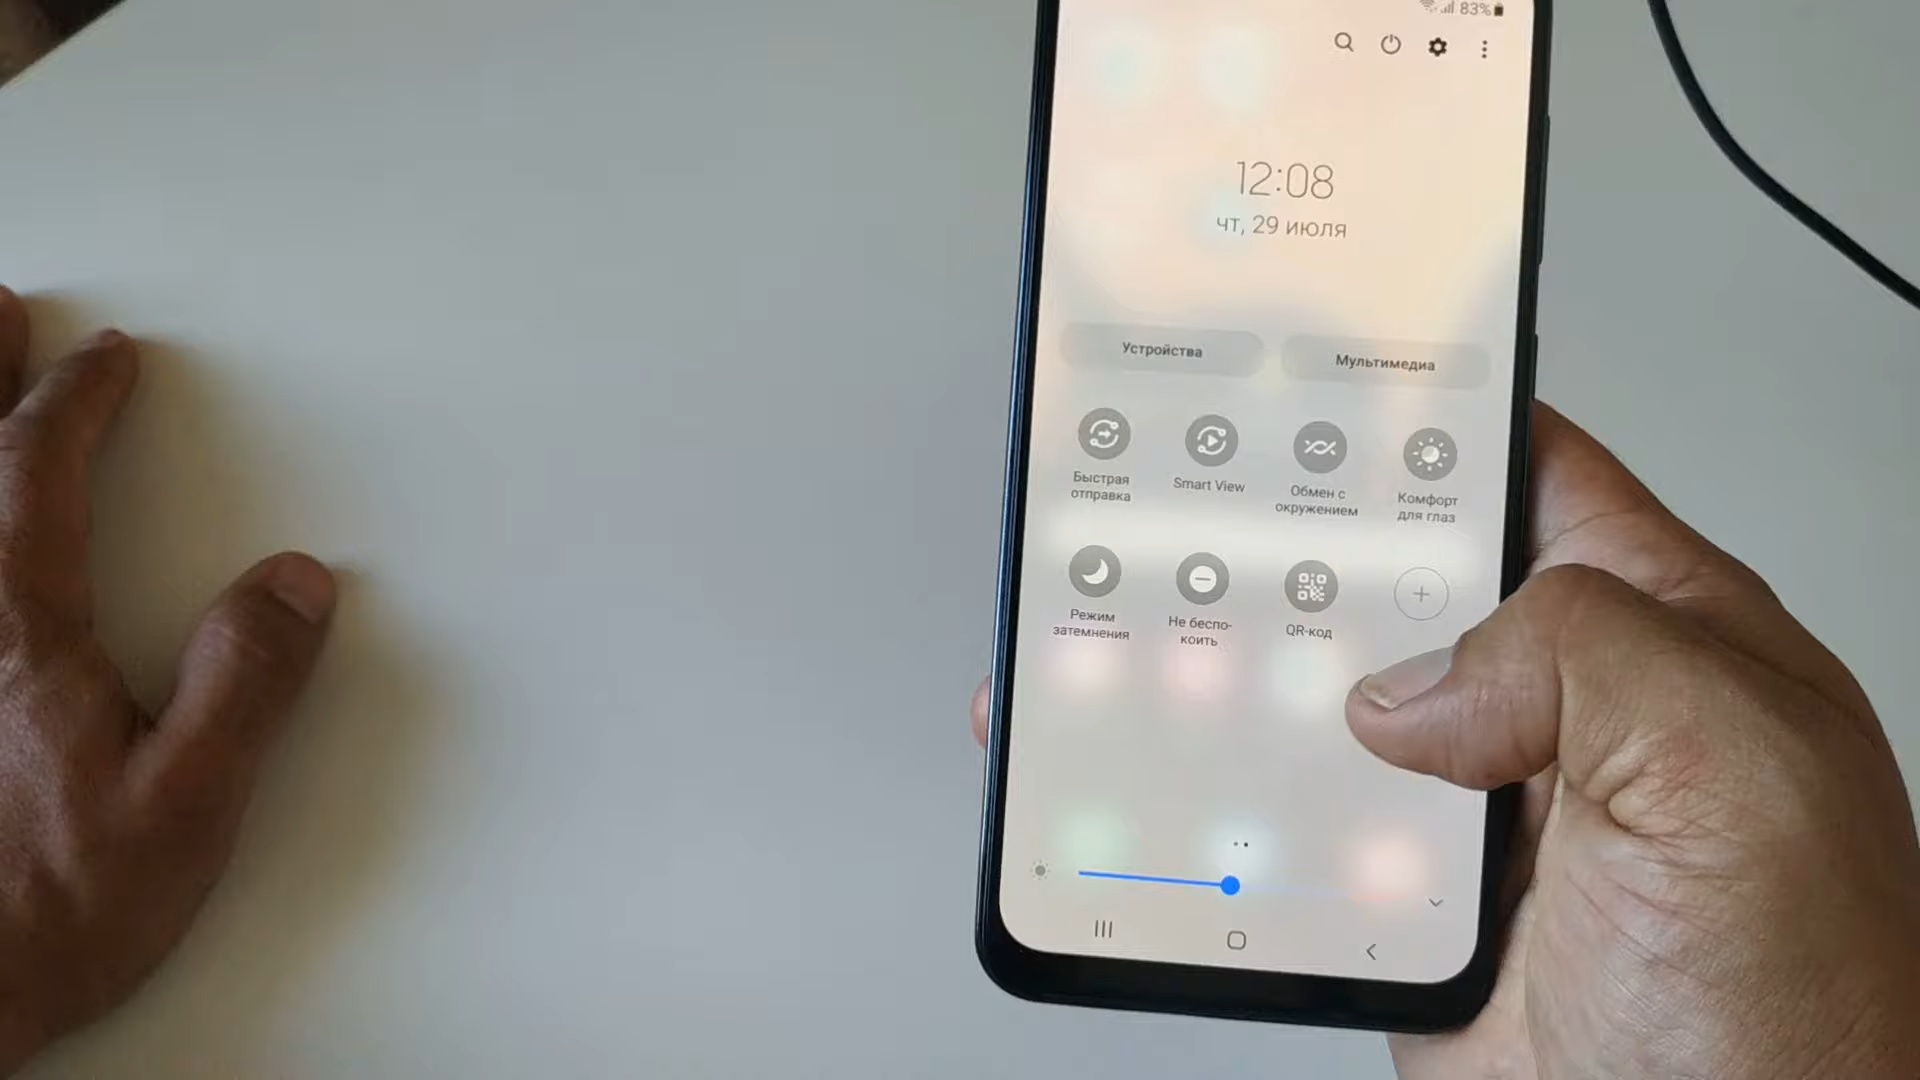 83%
12:08
чт, 29 июля
Устройства
Мультимедиа
Быстрая
отправка
Smart View
Обмен с
окружением
Комфорт
для глаз
Режим
затемнения
Не беспо-
коить
QR-код